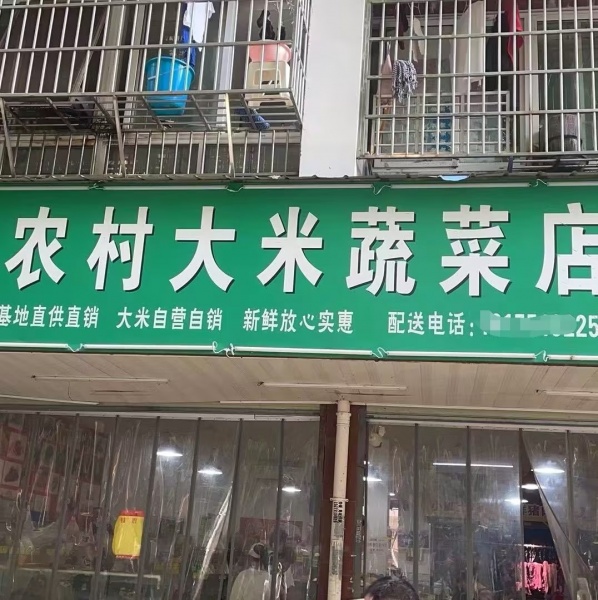 农村大米蔬菜店
基地直供直销 大米自营自销 新鲜放心实惠 配送电话: